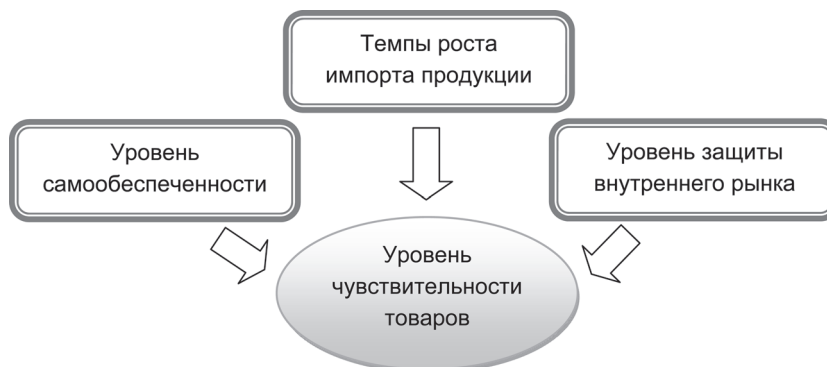 Темпы роста
импорта продукции
Уровень
самообеспеченности
Уровень защиты
внутреннего рынка
Уровень
чувствительности
товаров